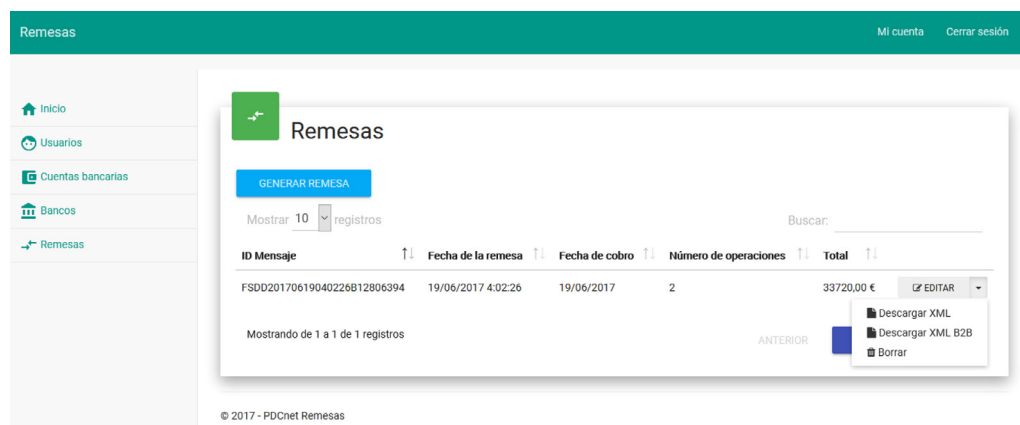 Remesas
Mi cuenta
Cerrar sesión
Inicio
Usuarios
Cuentas bancarias
Bancos
Remesas
Remesas
GENERAR REMESA
Mostrar 10 registros
Buscar:
ID Mensaje Fecha de la remesa Fecha de cobro Número de operaciones Total
FSDD20170619040226B12806394 19/06/2017 4:02:26 19/06/2017 2 33720,00 € EDITAR
Descargar XML
Descargar XML B2B
Borrar
Mostrando de 1 a 1 de 1 registros
ANTERIOR
© 2017 - PDCnet Remesas